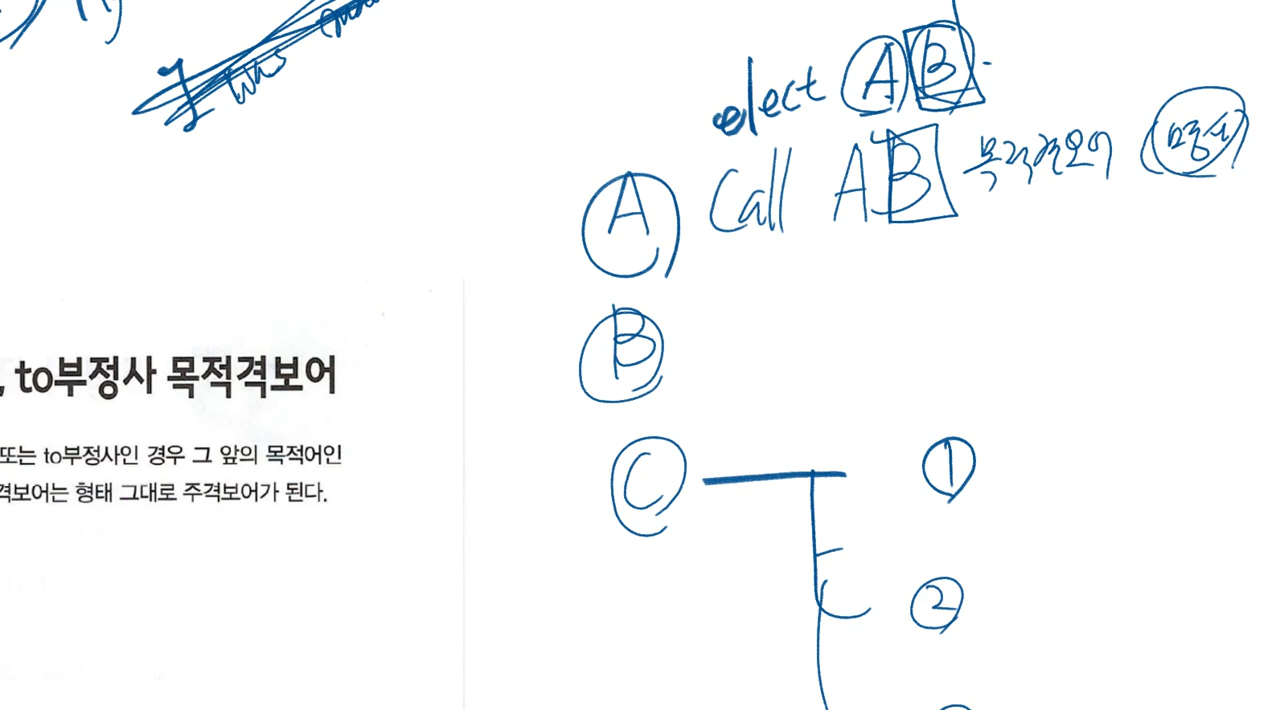 I was
elect A B
Call A B 목적격보어 (명사)
A
B
C ①
②
, to부정사 목적격보어
또는 to부정사인 경우 그 앞의 목적어인
격보어는 형태 그대로 주격보어가 된다.